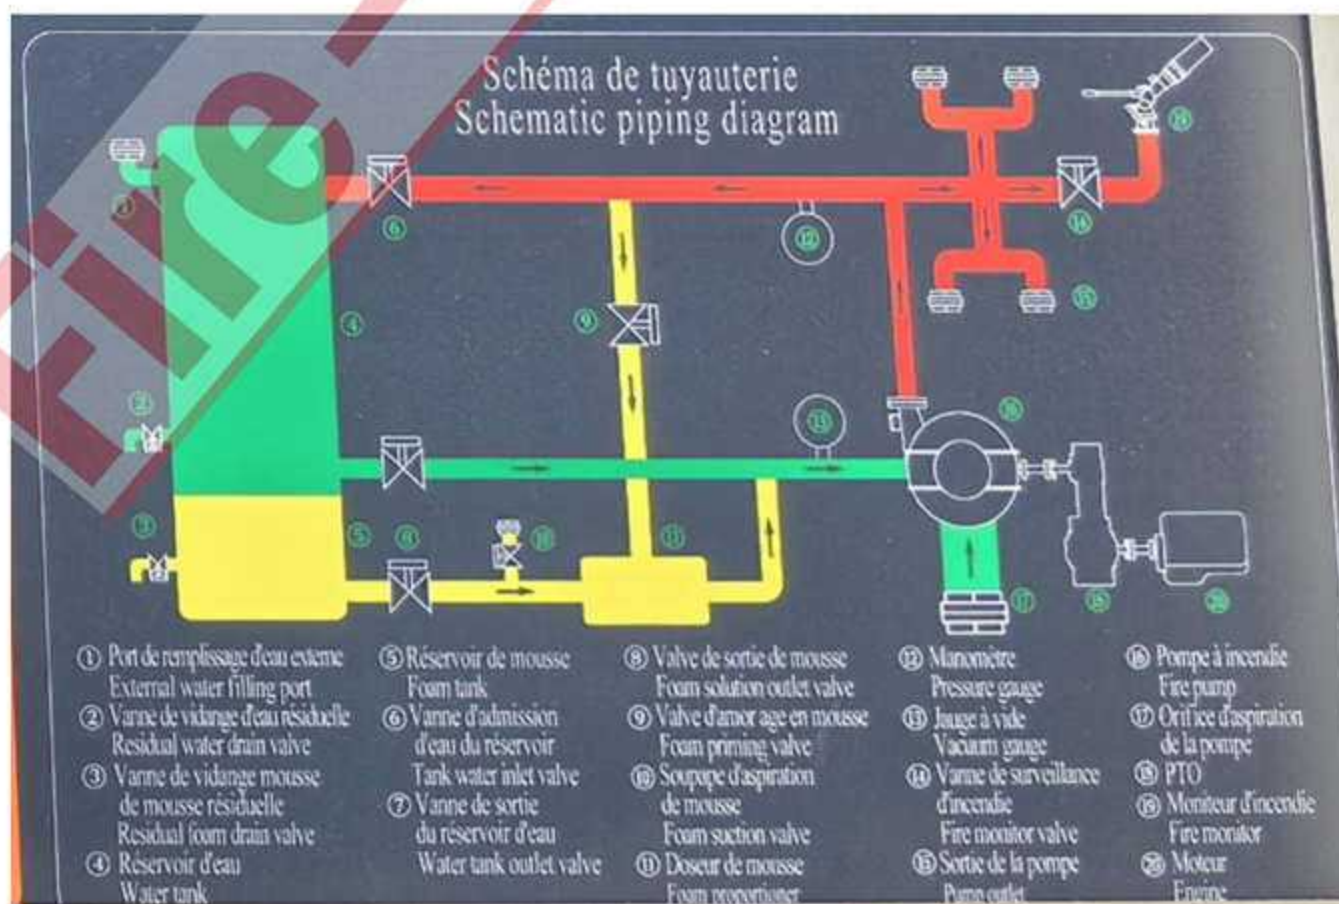 Fire
Schéma de tuyauterie
Schematic piping diagram
① Port de remplissage d'eau externe
External water filling port
② Vanne de vidange d'eau résiduelle
Residual water drain valve
③ Vanne de vidange mousse
de mousse résiduelle
Residual foam drain valve
④ Réservoir d'eau
Water tank
⑤ Réservoir de mousse
Foam tank
⑥ Vanne d'admission
d'eau du réservoir
Tank water inlet valve
⑦ Vanne de sortie
du réservoir d'eau
Water tank outlet valve
⑧ Valve de sortie de mousse
Foam solution outlet valve
⑨ Valve d'amor age en mousse
Foam priming valve
⑩ Soupape d'aspiration
de mousse
Foam suction valve
⑪ Doseur de mousse
Foam proportioner
⑫ Manomètre
Pressure gauge
⑬ Jauge à vide
Vacuum gauge
⑭ Vanne de surveillance
d'incendie
Fire monitor valve
⑮ Sortie de la pompe
Pump outlet
⑯ Pompe à incendie
Fire pump
⑰ Orifice d'aspiration
de la pompe
⑱ PTO
⑲ Moniteur d'incendie
Fire monitor
⑳ Moteur
Engine